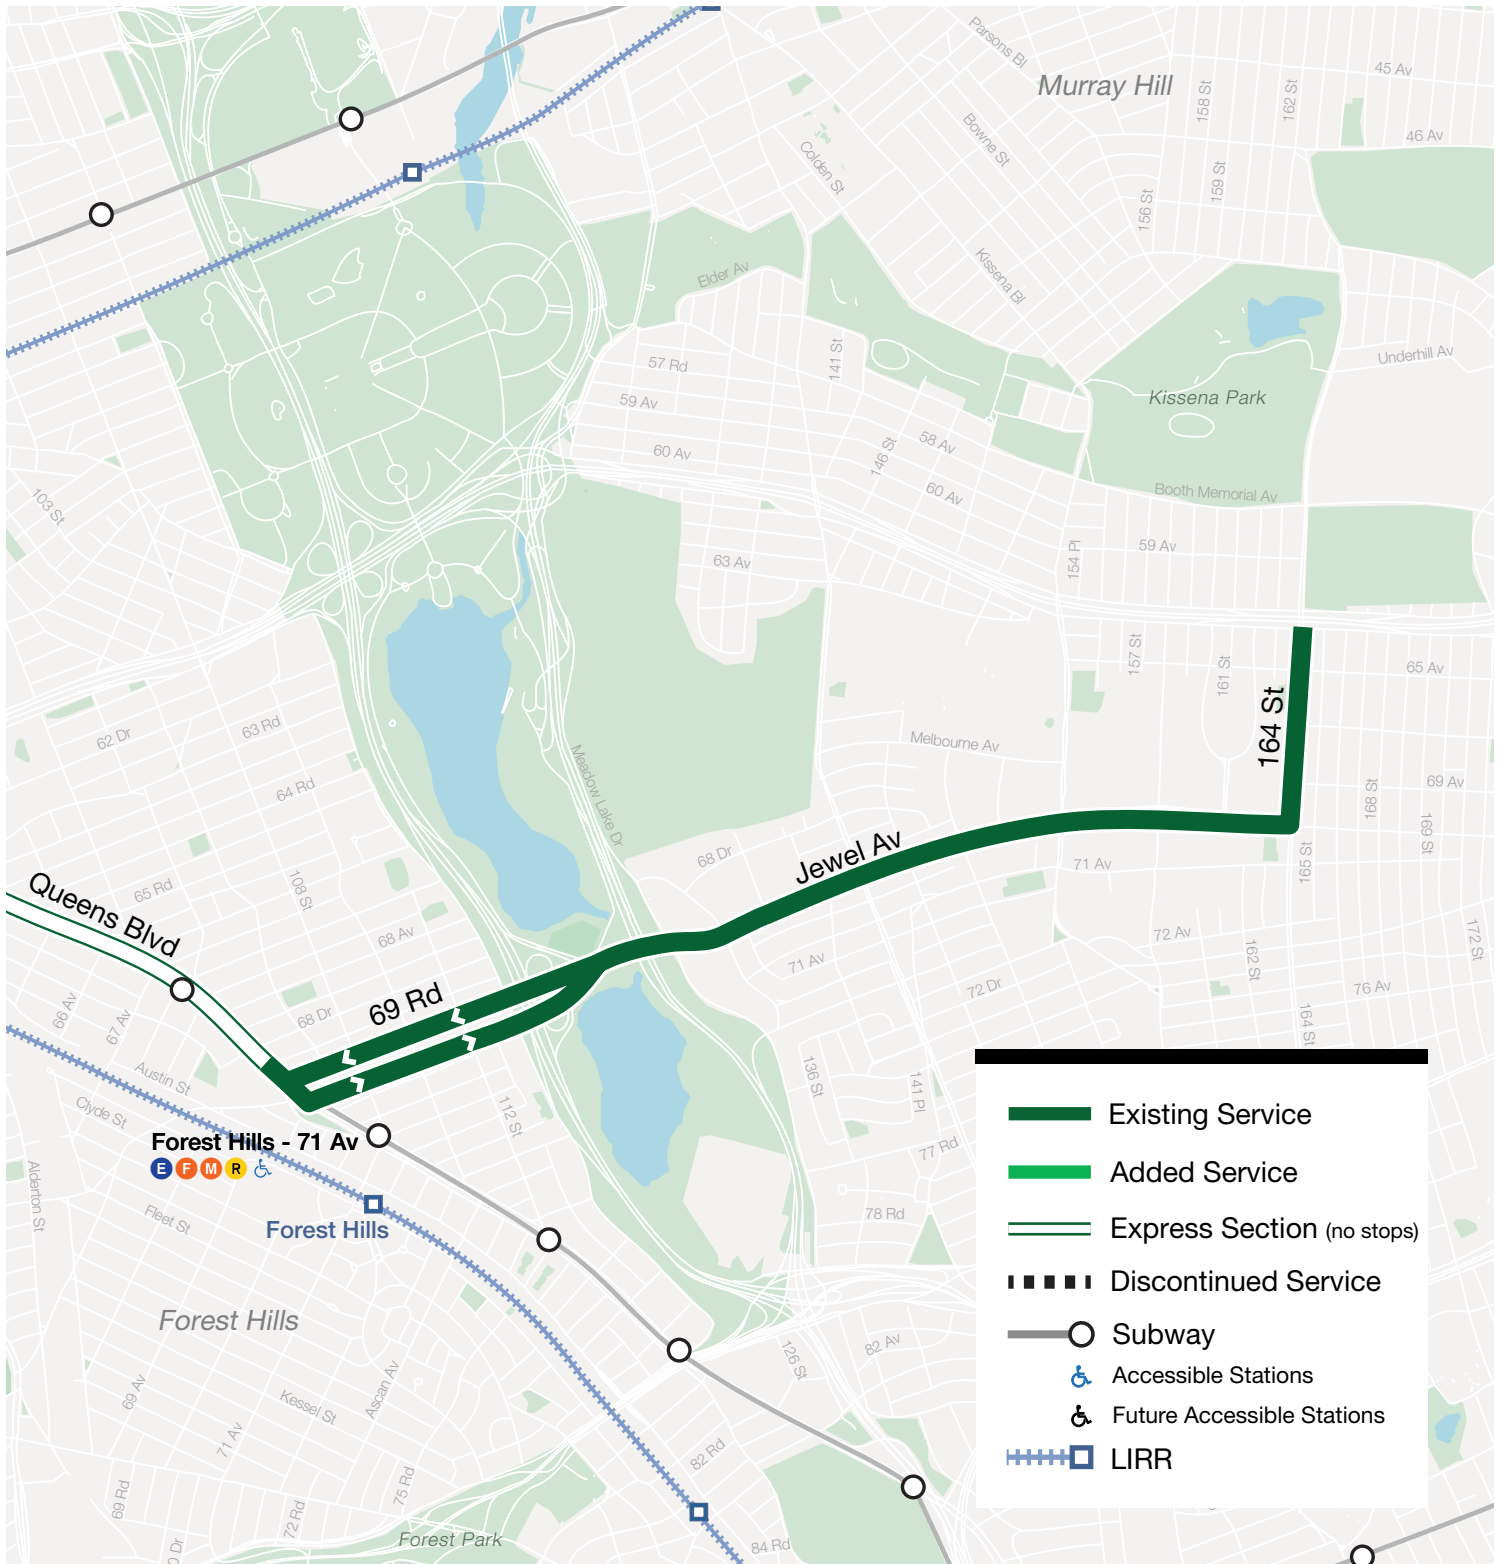 Parsons Bl
Murray Hill
158 St
162 St
45 Av
46 Av
Bowne St
Colden St
159 St
156 St
Elder Av
Kissena Bl
57 Rd
141 St
Underhill Av
59 Av
Kissena Park
60 Av
146 St
58 Av
60 Av
Booth Memorial Av
103 St
63 Av
154 Pl
59 Av
157 St
161 St
65 Av
164 St
62 Dr
63 Rd
64 Rd
Meadow Lake Dr
Melbourne Av
69 Av
168 St
169 St
Jewel Av
68 Dr
71 Av
165 St
Queens Blvd
65 Rd
108 St
68 Av
72 Av
162 St
172 St
71 Av
72 Dr
76 Av
69 Rd
66 Av
67 Av
68 Dr
164 St
Austin St
Clyde St
112 St
136 St
141 Pl
77 Rd
Forest Hills - 71 Av
E F M R
Alderton St
Fleet St
Forest Hills
78 Rd
Forest Hills
126 St
82 Av
69 Av
Kessel St
Ascan Av
71 Av
82 Rd
69 Rd
72 Rd
75 Rd
Forest Park
84 Rd
Existing Service
Added Service
Express Section (no stops)
Discontinued Service
Subway
Accessible Stations
Future Accessible Stations
LIRR